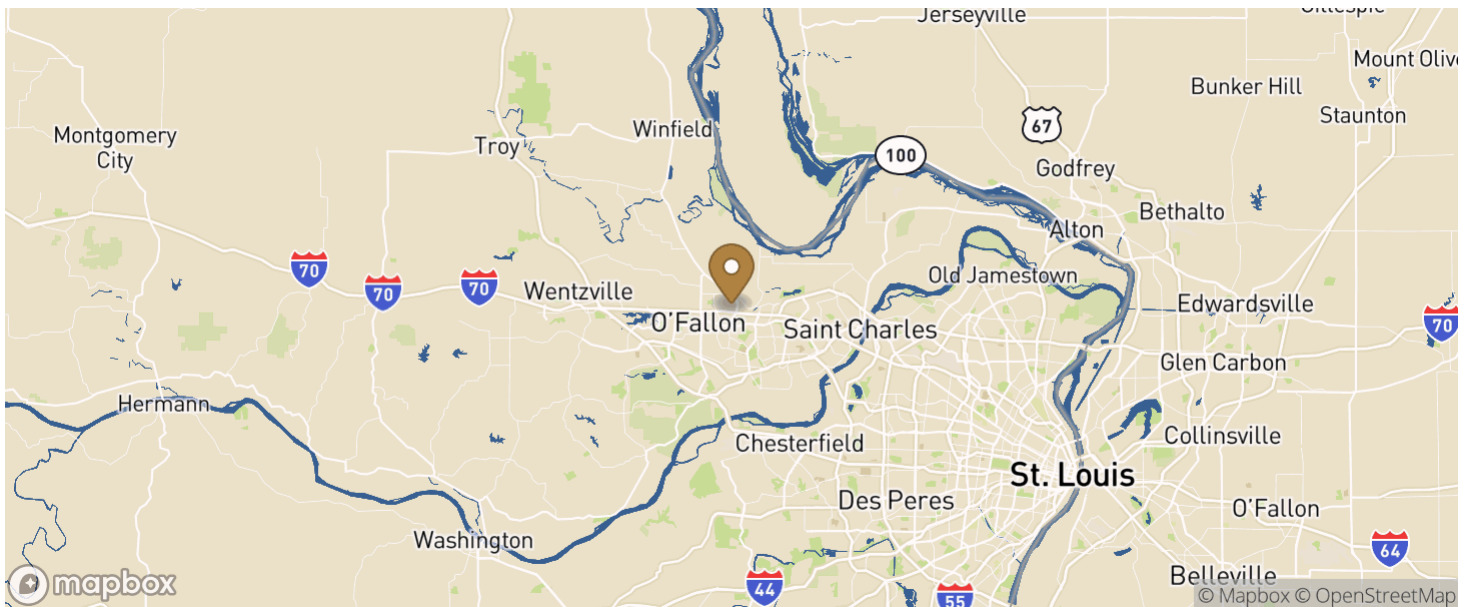 Jerseyville
Gillespie
Mount Olive
Bunker Hill
Staunton
67
Montgomery
City
Troy
Winfield
100
Godfrey
Bethalto
Alton
70
70
70
Wentzville
Old Jamestown
Edwardsville
O'Fallon
Saint Charles
70
Glen Carbon
Hermann
Chesterfield
Collinsville
St. Louis
Des Peres
O'Fallon
Washington
64
Belleville
mapbox
44
55
© Mapbox © OpenStreetMap